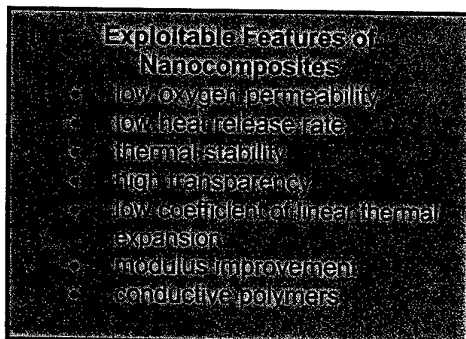 Exploitable Features of
Nanocomposites
low oxygen permeability
low heat release rate
thermal stability
high transparency
low coefficient of linear thermal
expansion
modulus improvement
conductive polymers